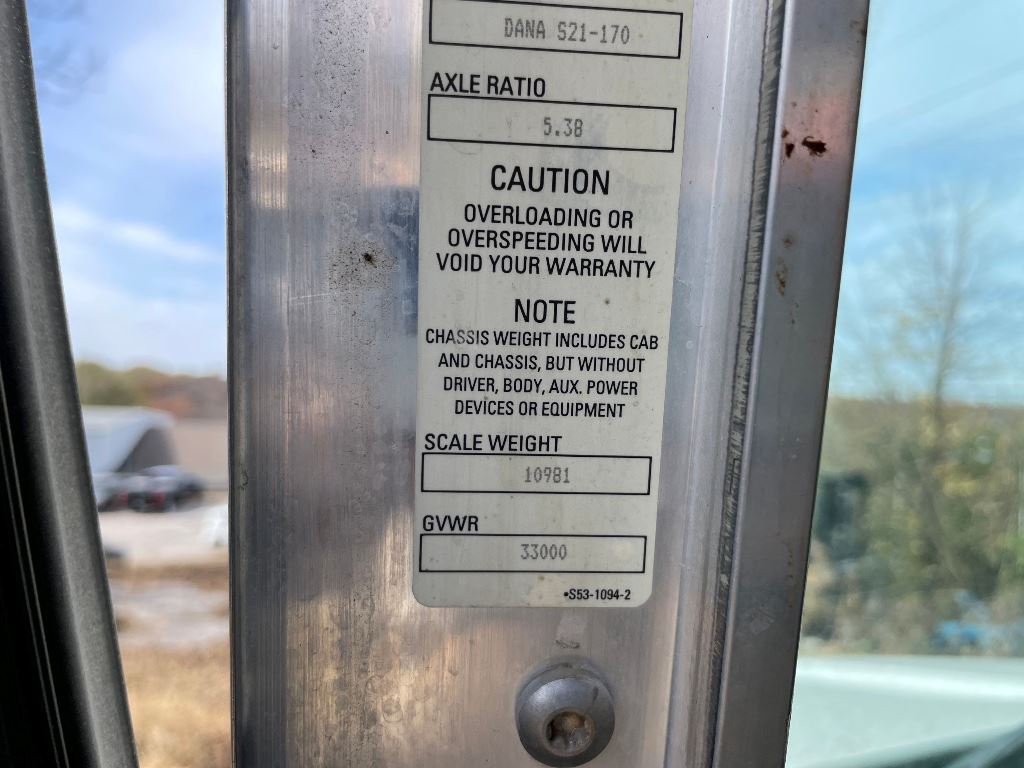 DANA S21-170
AXLE RATIO
5.38
CAUTION
OVERLOADING OR
OVERSPEEDING WILL
VOID YOUR WARRANTY
NOTE
CHASSIS WEIGHT INCLUDES CAB
AND CHASSIS, BUT WITHOUT
DRIVER, BODY, AUX. POWER
DEVICES OR EQUIPMENT
SCALE WEIGHT
10981
GVWR
33000
•S53-1094-2